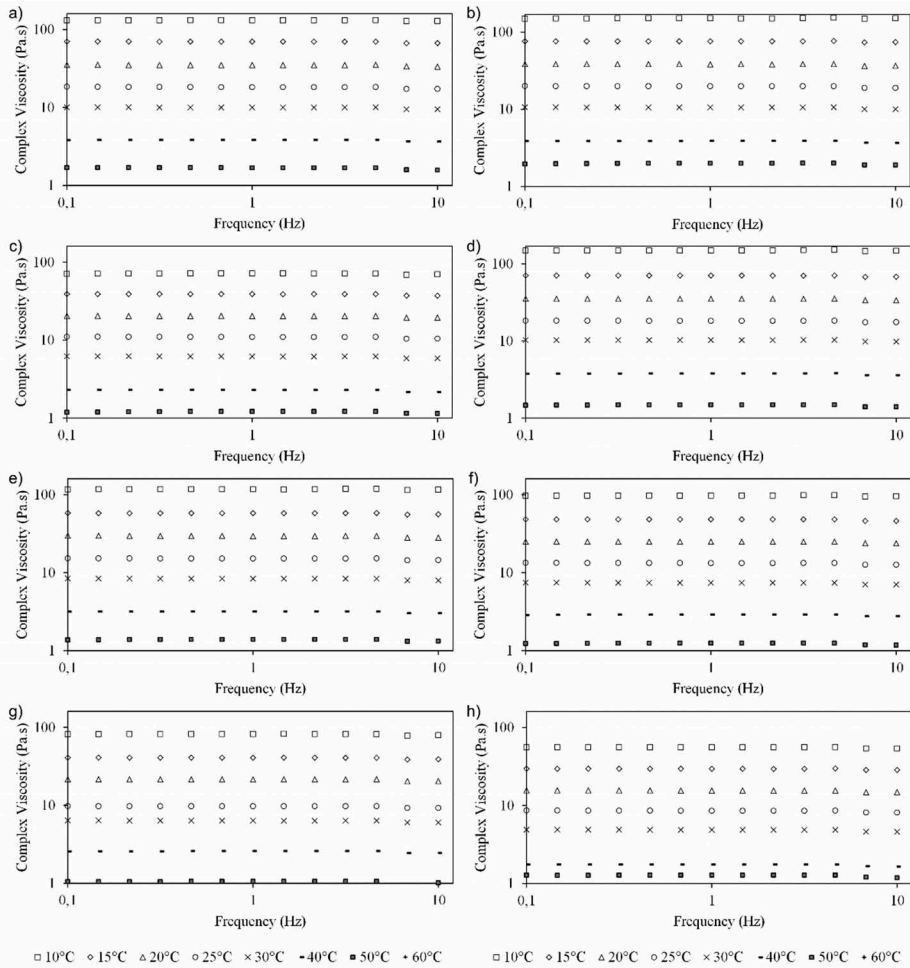 a)
Complex Viscosity (Pa.s)
100
10
1
0,1 1 10
Frequency (Hz)
b)
Complex Viscosity (Pa.s)
100
10
1
0,1 1 10
Frequency (Hz)
c)
Complex Viscosity (Pa.s)
100
10
1
0,1 1 10
Frequency (Hz)
d)
Complex Viscosity (Pa.s)
100
10
1
0,1 1 10
Frequency (Hz)
e)
Complex Viscosity (Pa.s)
100
10
1
0,1 1 10
Frequency (Hz)
f)
Complex Viscosity (Pa.s)
100
10
1
0,1 1 10
Frequency (Hz)
g)
Complex Viscosity (Pa.s)
100
10
1
0,1 1 10
Frequency (Hz)
h)
Complex Viscosity (Pa.s)
100
10
1
0,1 1 10
Frequency (Hz)
10°C 15°C 20°C 25°C 30°C 40°C 50°C 60°C 10°C 15°C 20°C 25°C 30°C 40°C 50°C 60°C